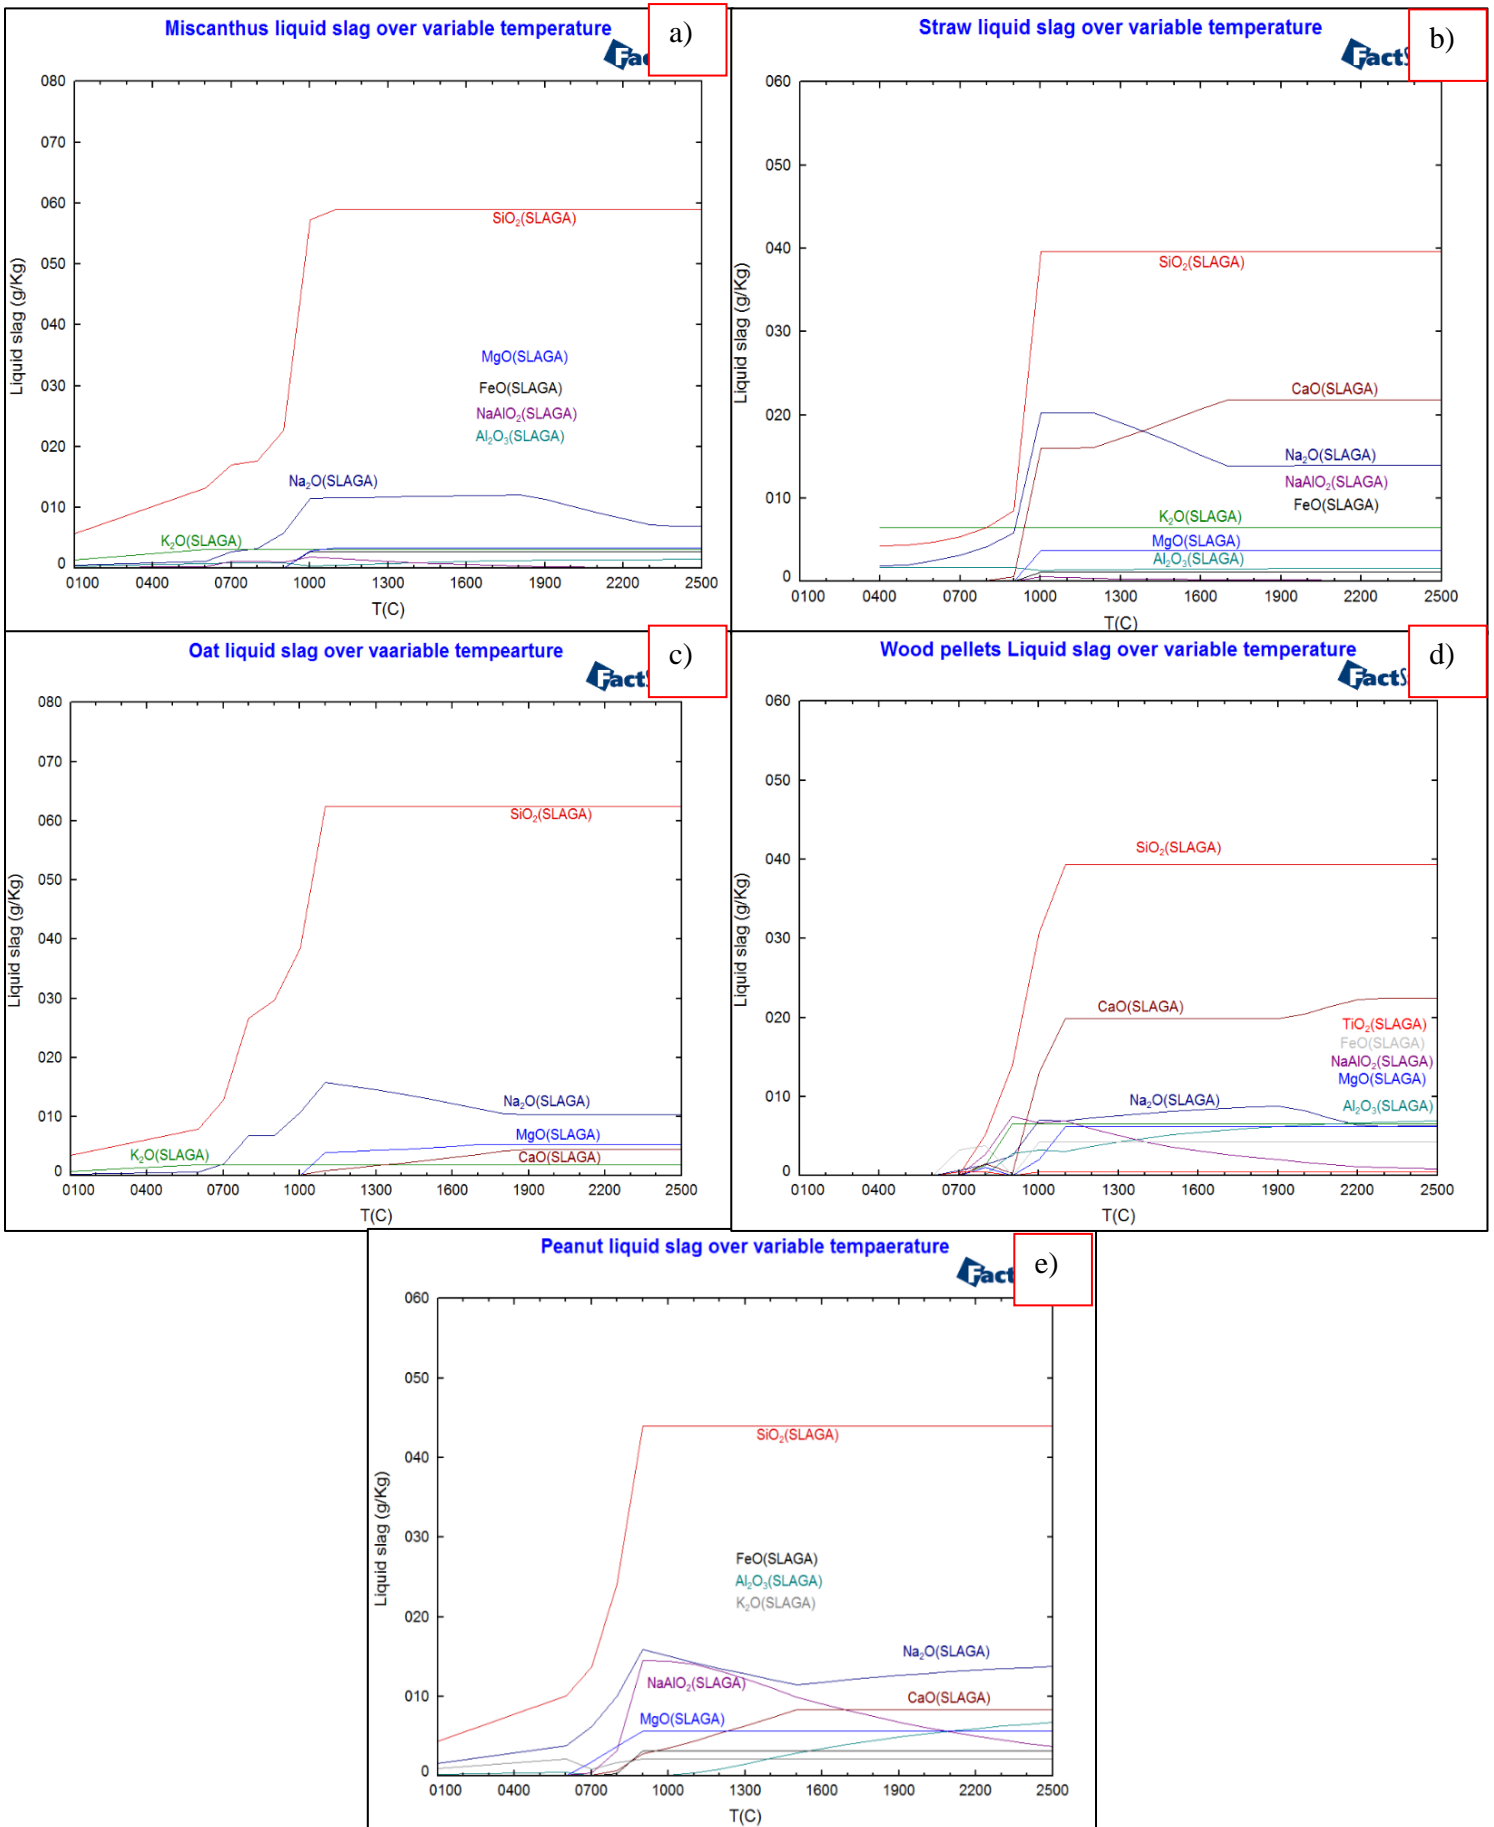 Miscanthus liquid slag over variable temperature
a)
Fac
080
070
060
050
040
030
020
010
0
Liquid slag (g/Kg)
SiO₂(SLAGA)
MgO(SLAGA)
FeO(SLAGA)
NaAlO₂(SLAGA)
Al₂O₃(SLAGA)
Na₂O(SLAGA)
K₂O(SLAGA)
0100 0400 0700 1000 1300 1600 1900 2200 2500
T(C)
Straw liquid slag over variable temperature
b)
FactS
060
050
040
030
020
010
0
Liquid slag (g/Kg)
SiO₂(SLAGA)
CaO(SLAGA)
Na₂O(SLAGA)
NaAlO₂(SLAGA)
FeO(SLAGA)
K₂O(SLAGA)
MgO(SLAGA)
Al₂O₃(SLAGA)
0100 0400 0700 1000 1300 1600 1900 2200 2500
T(C)
Oat liquid slag over vaariable tempearture
c)
Fact
080
070
060
050
040
030
020
010
0
Liquid slag (g/Kg)
SiO₂(SLAGA)
Na₂O(SLAGA)
MgO(SLAGA)
K₂O(SLAGA)
CaO(SLAGA)
0100 0400 0700 1000 1300 1600 1900 2200 2500
T(C)
Wood pellets Liquid slag over variable temperature
d)
FactS
060
050
040
030
020
010
0
Liquid slag (g/Kg)
SiO₂(SLAGA)
CaO(SLAGA)
TiO₂(SLAGA)
FeO(SLAGA)
NaAlO₂(SLAGA)
MgO(SLAGA)
Na₂O(SLAGA)
Al₂O₃(SLAGA)
0100 0400 0700 1000 1300 1600 1900 2200 2500
T(C)
Peanut liquid slag over variable tempaerature
e)
Fact
060
050
040
030
020
010
0
Liquid slag (g/Kg)
SiO₂(SLAGA)
FeO(SLAGA)
Al₂O₃(SLAGA)
K₂O(SLAGA)
Na₂O(SLAGA)
NaAlO₂(SLAGA)
CaO(SLAGA)
MgO(SLAGA)
0100 0400 0700 1000 1300 1600 1900 2200 2500
T(C)